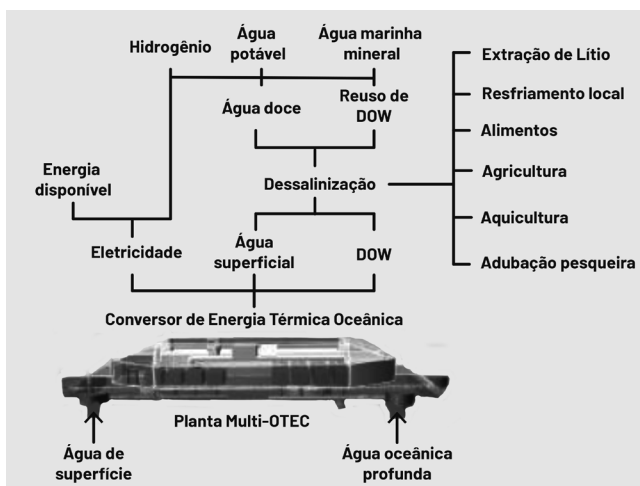 Hidrogênio
Água
potável
Água marinha
mineral
Água doce
Reuso de
DOW
Extração de Lítio
Resfriamento local
Alimentos
Agricultura
Aquicultura
Adubação pesqueira
Energia
disponível
Dessalinização
Eletricidade
Água
superficial
DOW
Conversor de Energia Térmica Oceânica
Planta Multi-OTEC
Água de
superfície
Água oceânica
profunda